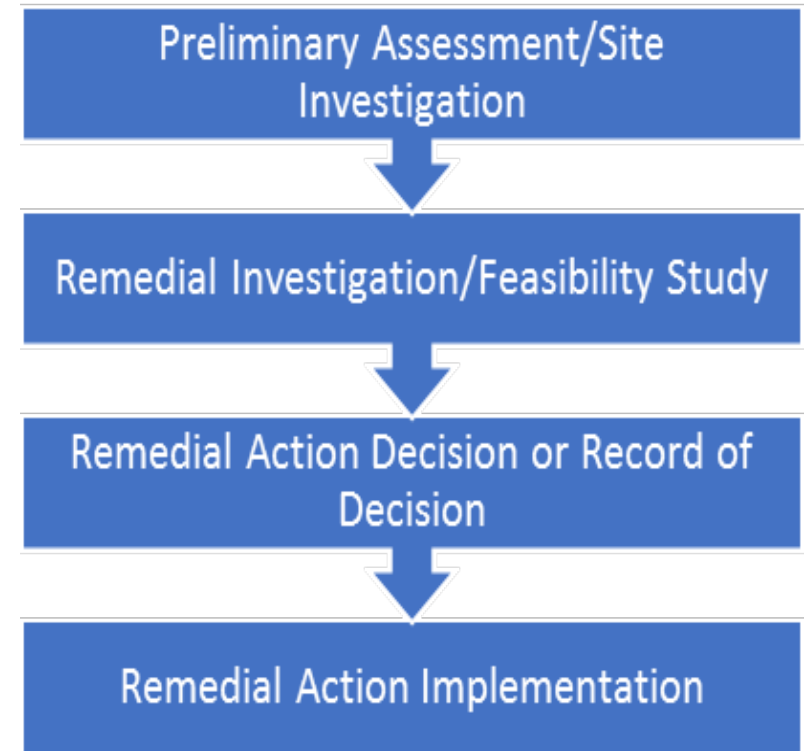 Preliminary Assessment/Site
Investigation
Remedial Investigation/Feasibility Study
Remedial Action Decision or Record of
Decision
Remedial Action Implementation